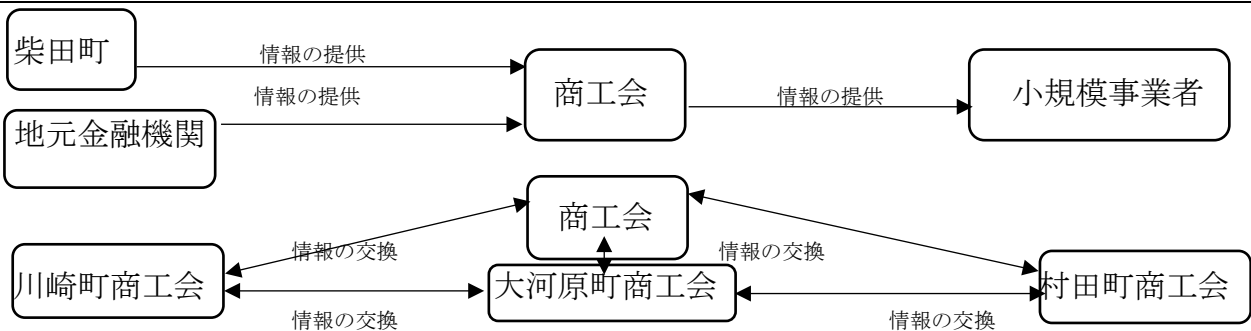 柴田町
情報の提供
商工会
情報の提供
小規模事業者
情報の提供
地元金融機関
商工会
情報の交換
情報の交換
川崎町商工会
大河原町商工会
村田町商工会
情報の交換
情報の交換